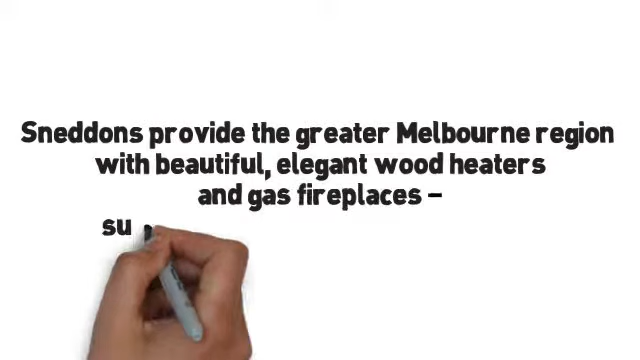 Sneddons provide the greater Melbourne region
with beautiful, elegant wood heaters
and gas fireplaces –
su